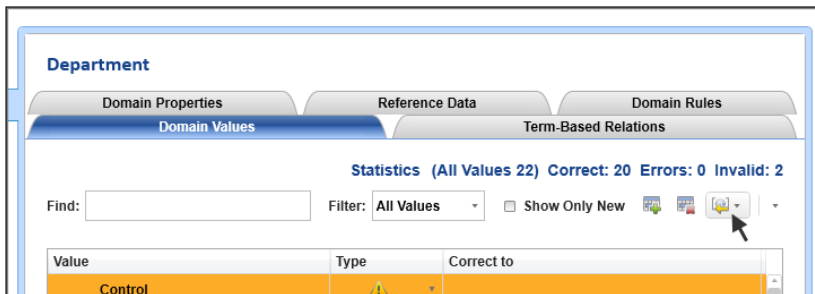 Department
Domain Properties Reference Data Domain Rules
Domain Values Term-Based Relations
Statistics (All Values 22) Correct: 20 Errors: 0 Invalid: 2
Find: Filter: All Values Show Only New
Value Type Correct to
Control